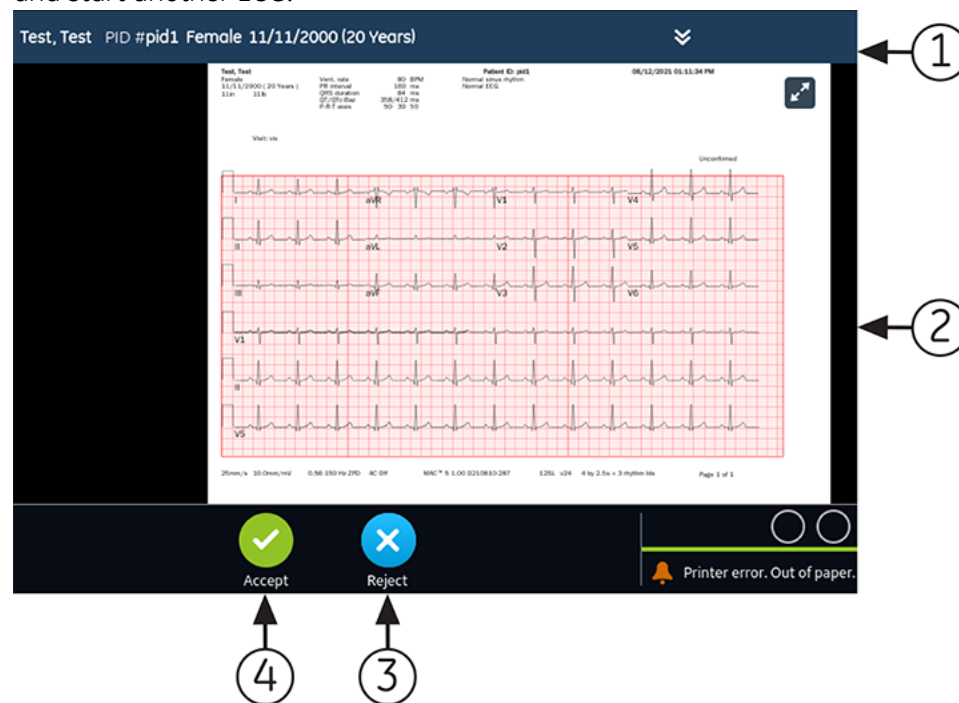 and start another ECG.
Test, Test PID #pid1 Female 11/11/2000 (20 Years)
1
Test, Test
Female
11/11/2000 ( 20 Years )
11in 11lb
Vent. rate 80 BPM
PR interval 160 ms
QRS duration 84 ms
QT/QTc-Baz 358/412 ms
P-R-T axes 50 39 50
Patient ID: pid1
Normal sinus rhythm
Normal ECG
08/12/2021 01:11:34 PM
Visit: vis
Unconfirmed
I aVR V1 V4
II aVL V2 V5
III aVF V3 V6
V1
II
V5
2
25mm/s 10.0mm/mV 0.56-150 Hz ZPD AC Off MAC™ 5 1.00 D210810-287 12SL v24 4 by 2.5s + 3 rhythm lds Page 1 of 1
Accept
Reject
Printer error. Out of paper.
4
3